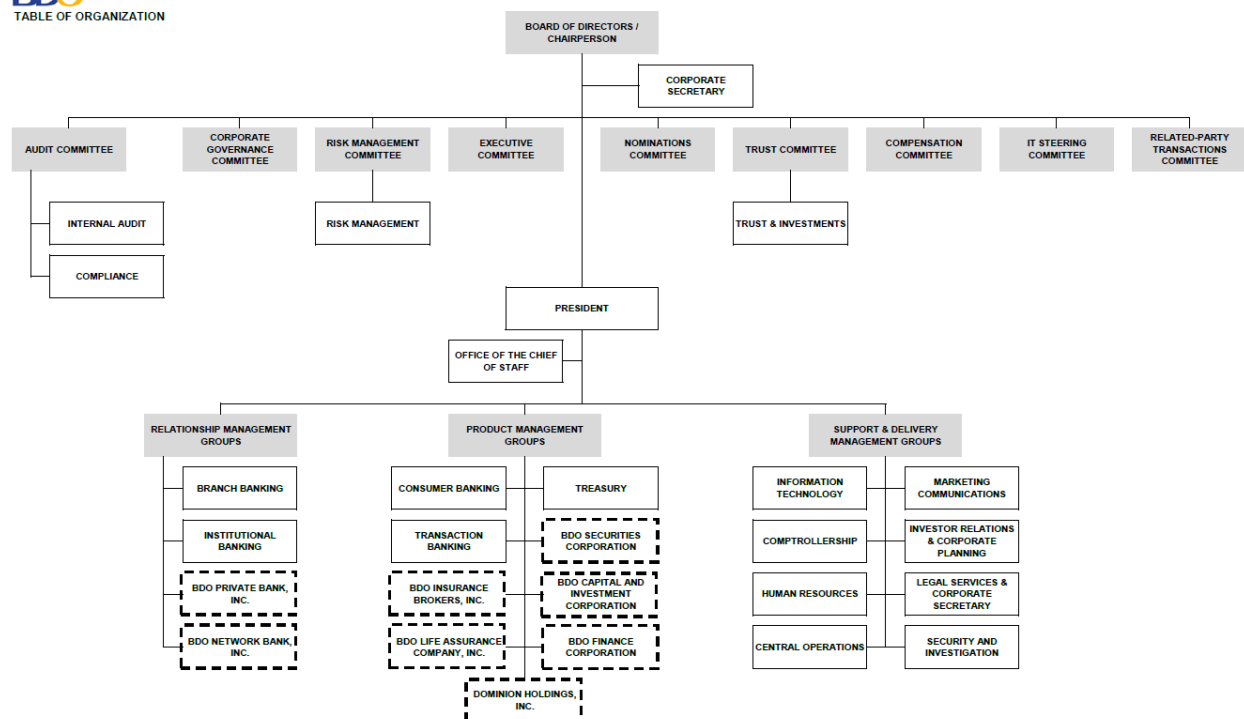 BDO
TABLE OF ORGANIZATION
BOARD OF DIRECTORS /
CHAIRPERSON
CORPORATE
SECRETARY
AUDIT COMMITTEE
CORPORATE
GOVERNANCE
COMMITTEE
RISK MANAGEMENT
COMMITTEE
EXECUTIVE
COMMITTEE
NOMINATIONS
COMMITTEE
TRUST COMMITTEE
COMPENSATION
COMMITTEE
IT STEERING
COMMITTEE
RELATED-PARTY
TRANSACTIONS
COMMITTEE
INTERNAL AUDIT
COMPLIANCE
RISK MANAGEMENT
TRUST & INVESTMENTS
PRESIDENT
OFFICE OF THE CHIEF
OF STAFF
RELATIONSHIP MANAGEMENT
GROUPS
BRANCH BANKING
INSTITUTIONAL
BANKING
BDO PRIVATE BANK,
INC.
BDO NETWORK BANK,
INC.
PRODUCT MANAGEMENT
GROUPS
CONSUMER BANKING
TREASURY
TRANSACTION
BANKING
BDO SECURITIES
CORPORATION
BDO INSURANCE
BROKERS, INC.
BDO CAPITAL AND
INVESTMENT
CORPORATION
BDO LIFE ASSURANCE
COMPANY, INC.
BDO FINANCE
CORPORATION
DOMINION HOLDINGS,
INC.
SUPPORT & DELIVERY
MANAGEMENT GROUPS
INFORMATION
TECHNOLOGY
MARKETING
COMMUNICATIONS
COMPTROLLERSHIP
INVESTOR RELATIONS
& CORPORATE
PLANNING
HUMAN RESOURCES
LEGAL SERVICES &
CORPORATE
SECRETARY
CENTRAL OPERATIONS
SECURITY AND
INVESTIGATION